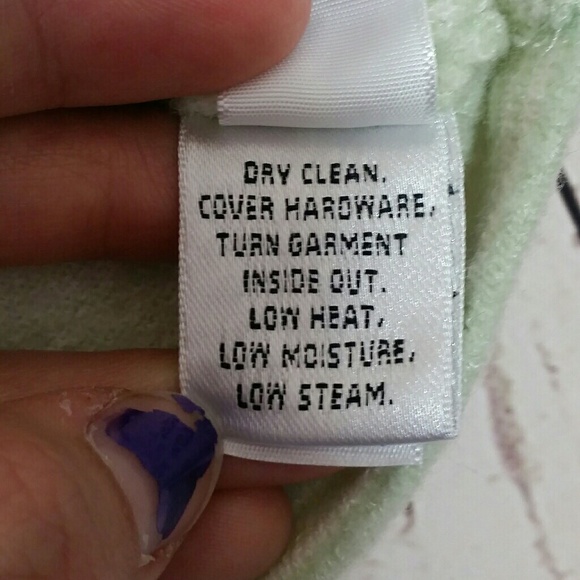 DRY CLEAN.
COVER HARDWARE,
TURN GARMENT
INSIDE OUT.
LOW HEAT,
LOW MOISTURE,
LOW STEAM.